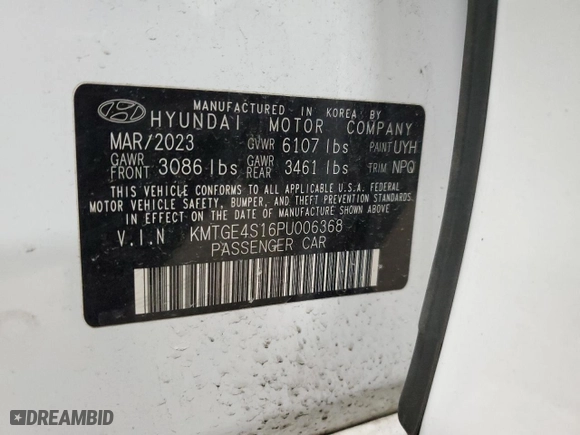 MANUFACTURED IN KOREA BY
HYUNDAI MOTOR COMPANY
MAR/2023 GVWR 6107 lbs PAINT UYH
GAWR FRONT 3086 lbs GAWR REAR 3461 lbs TRIM NPQ
THIS VEHICLE CONFORMS TO ALL APPLICABLE U.S.A. FEDERAL
MOTOR VEHICLE SAFETY, BUMPER, AND THEFT PREVENTION STANDARDS
IN EFFECT ON THE DATE OF MANUFACTURE SHOWN ABOVE.
V.I.N KMTGE4S16PU006368
PASSENGER CAR
DREAMBID